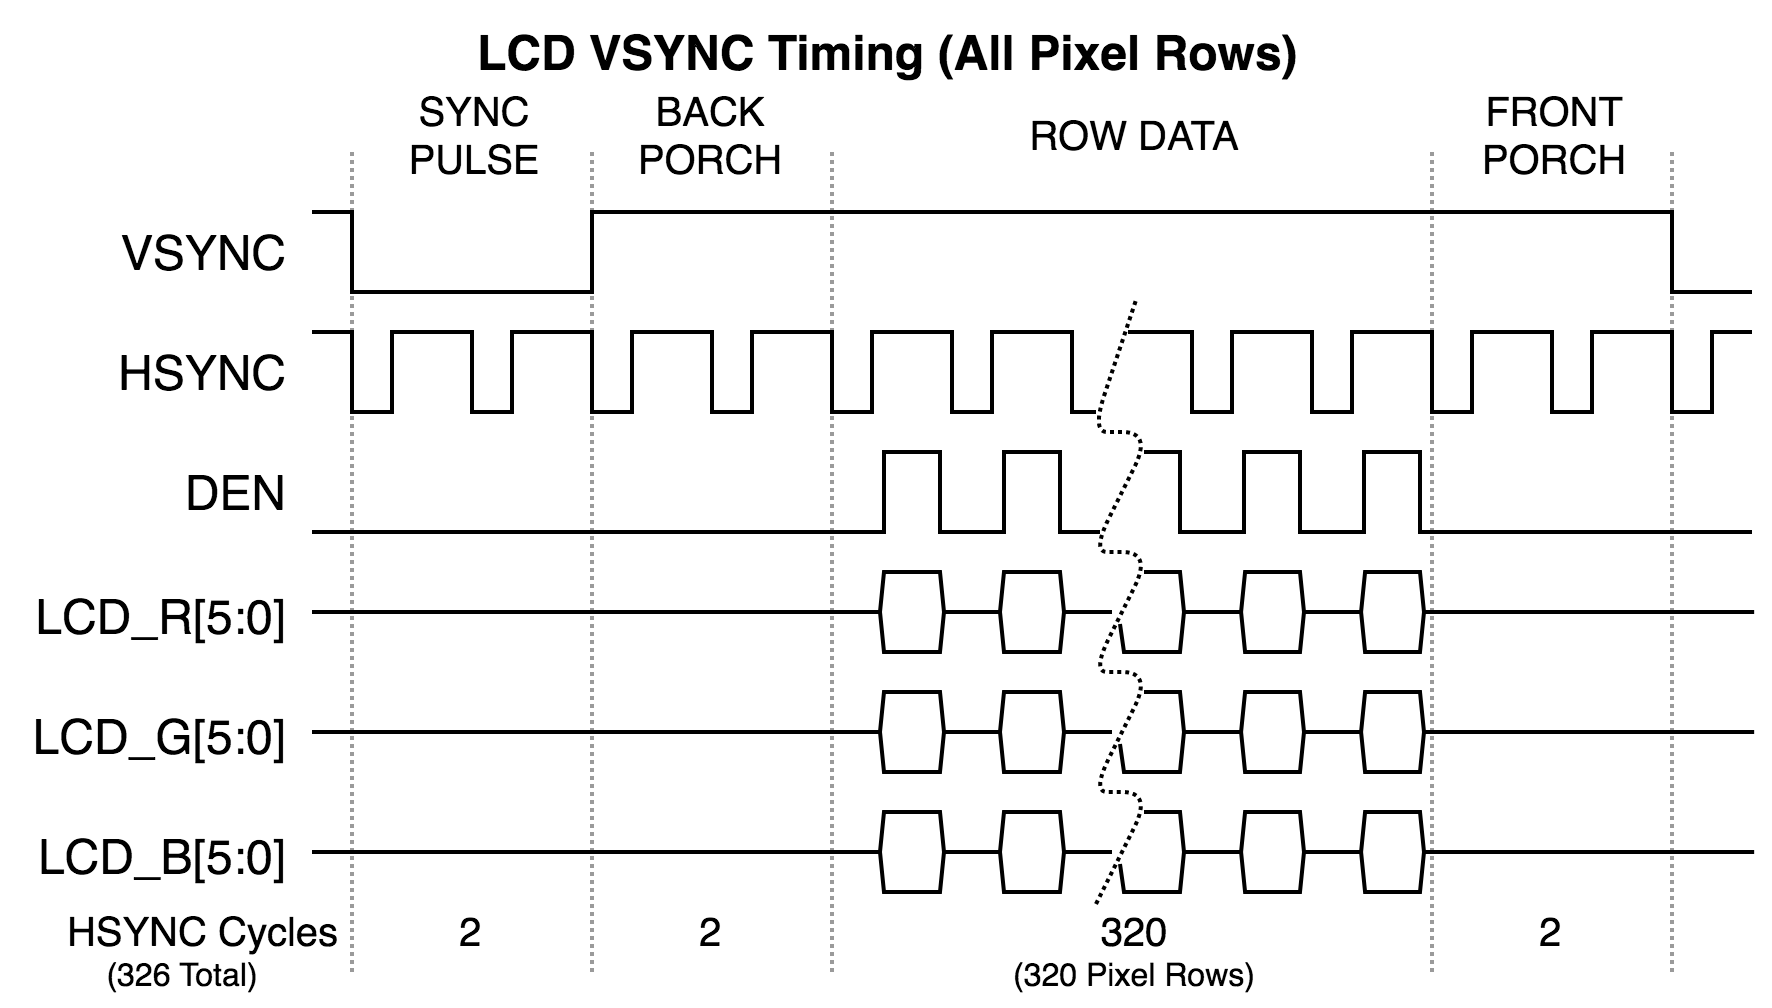 LCD VSYNC Timing (All Pixel Rows)
SYNC
PULSE
BACK
PORCH
ROW DATA
FRONT
PORCH
VSYNC
HSYNC
DEN
LCD_R[5:0]
LCD_G[5:0]
LCD_B[5:0]
HSYNC Cycles 2 2 320 2
(326 Total) (320 Pixel Rows)